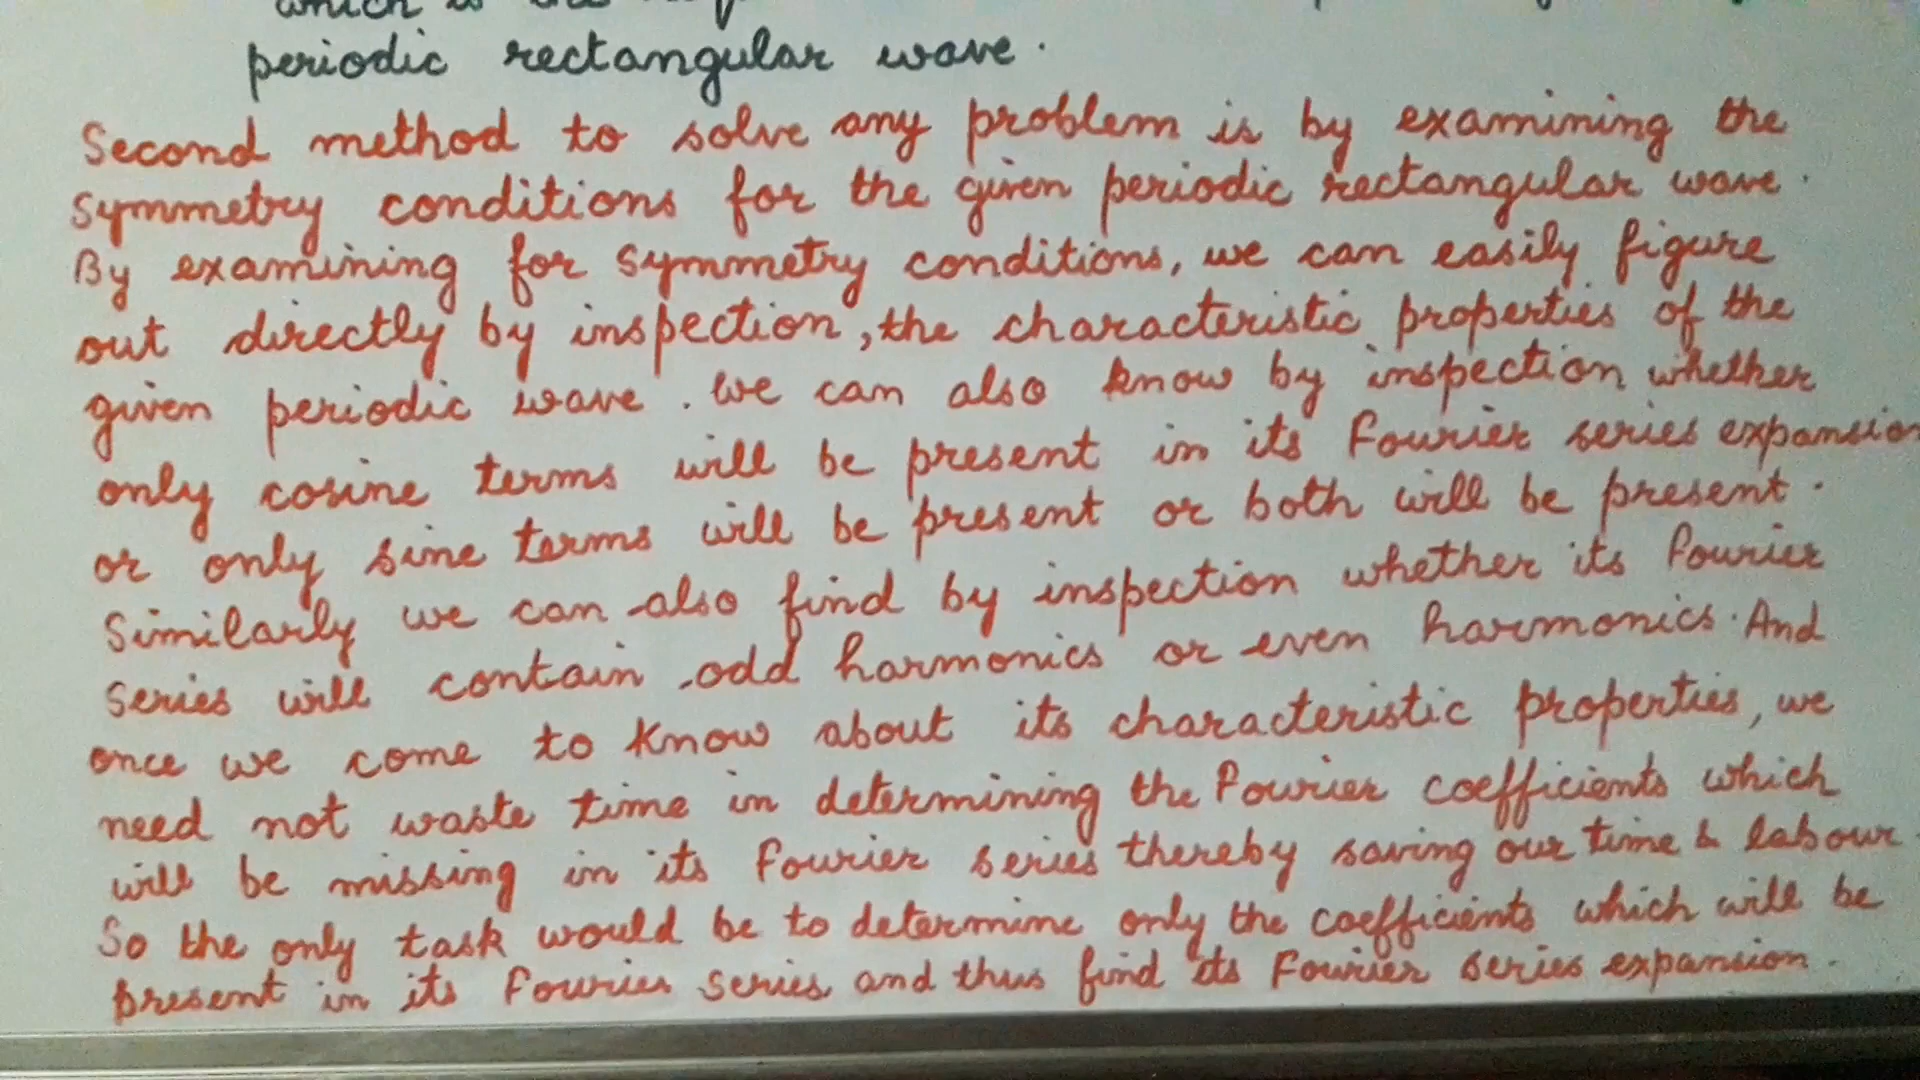 which is the
periodic rectangular wave.
Second method to solve any problem is by examining the
symmetry conditions for the given periodic rectangular wave.
By examining for symmetry conditions, we can easily figure
out directly by inspection, the characteristic properties of the
given periodic wave. We can also know by inspection whether
only cosine terms will be present in its Fourier series expansion
or only sine terms will be present or both will be present.
Similarly we can also find by inspection whether its Fourier
series will contain odd harmonics or even harmonics. And
once we come to know about its characteristic properties, we
need not waste time in determining the Fourier coefficients which
will be missing in its Fourier series thereby saving our time & labour.
So the only task would be to determine only the coefficients which will be
present in its Fourier series and thus find its Fourier series expansion.